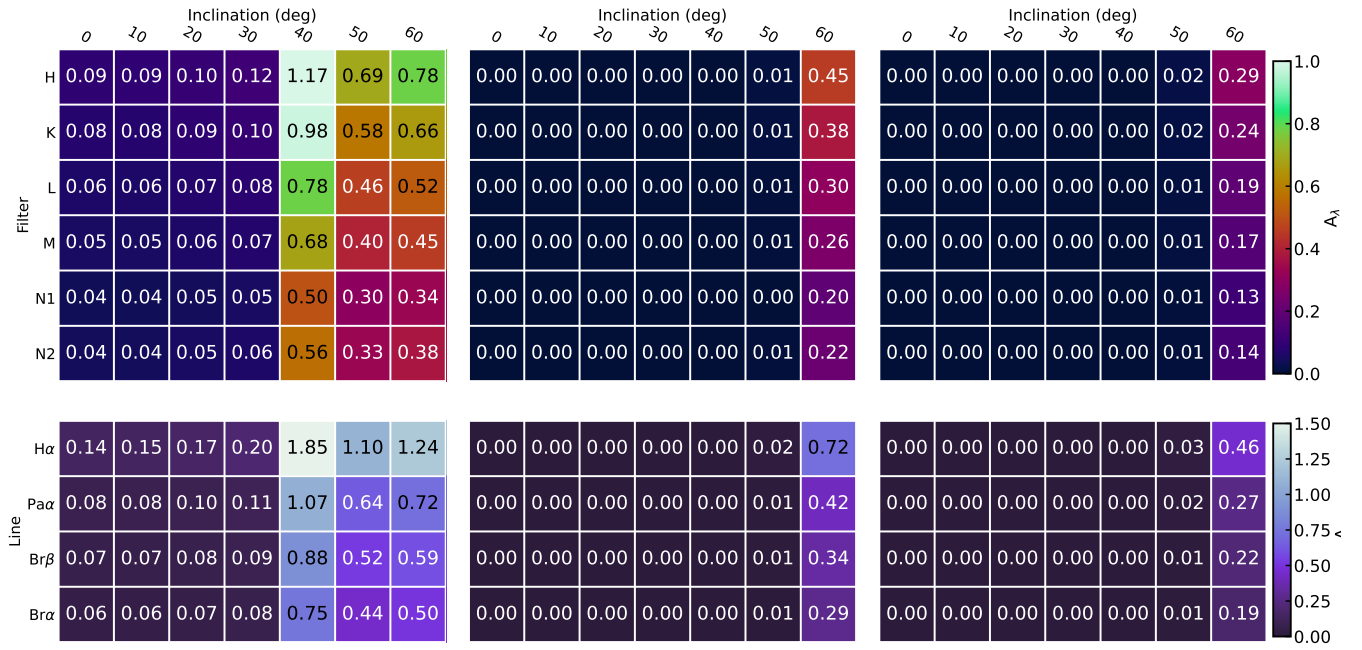 Inclination (deg) Inclination (deg) Inclination (deg)
0 10 20 30 40 50 60 0 10 20 30 40 50 60 0 10 20 30 40 50 60
H 0.09 0.09 0.10 0.12 1.17 0.69 0.78 0.00 0.00 0.00 0.00 0.00 0.01 0.45 0.00 0.00 0.00 0.00 0.00 0.02 0.29
K 0.08 0.08 0.09 0.10 0.98 0.58 0.66 0.00 0.00 0.00 0.00 0.00 0.01 0.38 0.00 0.00 0.00 0.00 0.00 0.02 0.24
L 0.06 0.06 0.07 0.08 0.78 0.46 0.52 0.00 0.00 0.00 0.00 0.00 0.01 0.30 0.00 0.00 0.00 0.00 0.00 0.01 0.19
M 0.05 0.05 0.06 0.07 0.68 0.40 0.45 0.00 0.00 0.00 0.00 0.00 0.01 0.26 0.00 0.00 0.00 0.00 0.00 0.01 0.17
N1 0.04 0.04 0.05 0.05 0.50 0.30 0.34 0.00 0.00 0.00 0.00 0.00 0.00 0.20 0.00 0.00 0.00 0.00 0.00 0.01 0.13
N2 0.04 0.04 0.05 0.06 0.56 0.33 0.38 0.00 0.00 0.00 0.00 0.00 0.01 0.22 0.00 0.00 0.00 0.00 0.00 0.01 0.14
Filter
1.0
0.8
0.6
0.4
0.2
0.0
A_λ
Hα 0.14 0.15 0.17 0.20 1.85 1.10 1.24 0.00 0.00 0.00 0.00 0.00 0.02 0.72 0.00 0.00 0.00 0.00 0.00 0.03 0.46
Paα 0.08 0.08 0.10 0.11 1.07 0.64 0.72 0.00 0.00 0.00 0.00 0.00 0.01 0.42 0.00 0.00 0.00 0.00 0.00 0.02 0.27
Brβ 0.07 0.07 0.08 0.09 0.88 0.52 0.59 0.00 0.00 0.00 0.00 0.00 0.01 0.34 0.00 0.00 0.00 0.00 0.00 0.01 0.22
Brα 0.06 0.06 0.07 0.08 0.75 0.44 0.50 0.00 0.00 0.00 0.00 0.00 0.01 0.29 0.00 0.00 0.00 0.00 0.00 0.01 0.19
Line
1.50
1.25
1.00
0.75
0.50
0.25
0.00